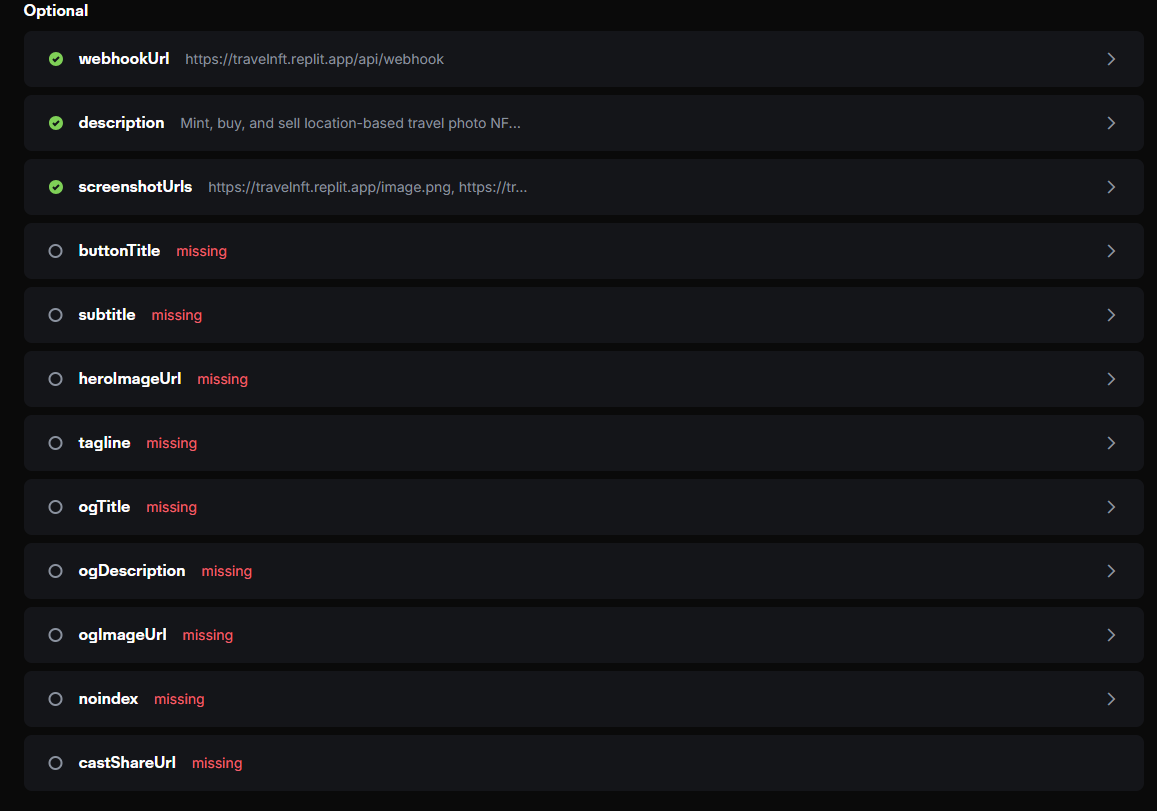 Optional
webhookUrl https://travelnft.replit.app/api/webhook
description Mint, buy, and sell location-based travel photo NF...
screenshotUrls https://travelnft.replit.app/image.png, https://tr...
buttonTitle missing
subtitle missing
heroImageUrl missing
tagline missing
ogTitle missing
ogDescription missing
ogImageUrl missing
noindex missing
castShareUrl missing